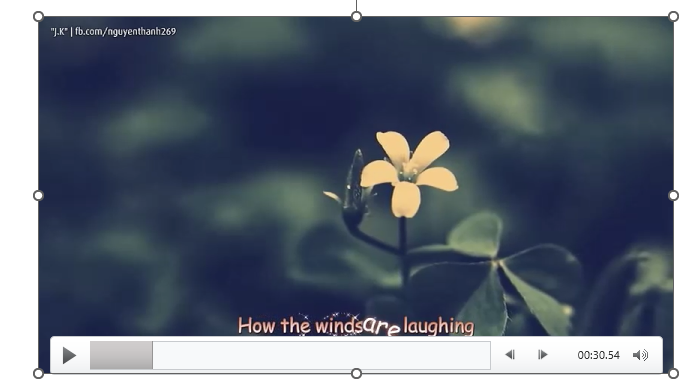 "J.K" | fb.com/nguyenthanh269
How the winds are laughing
00:30.54